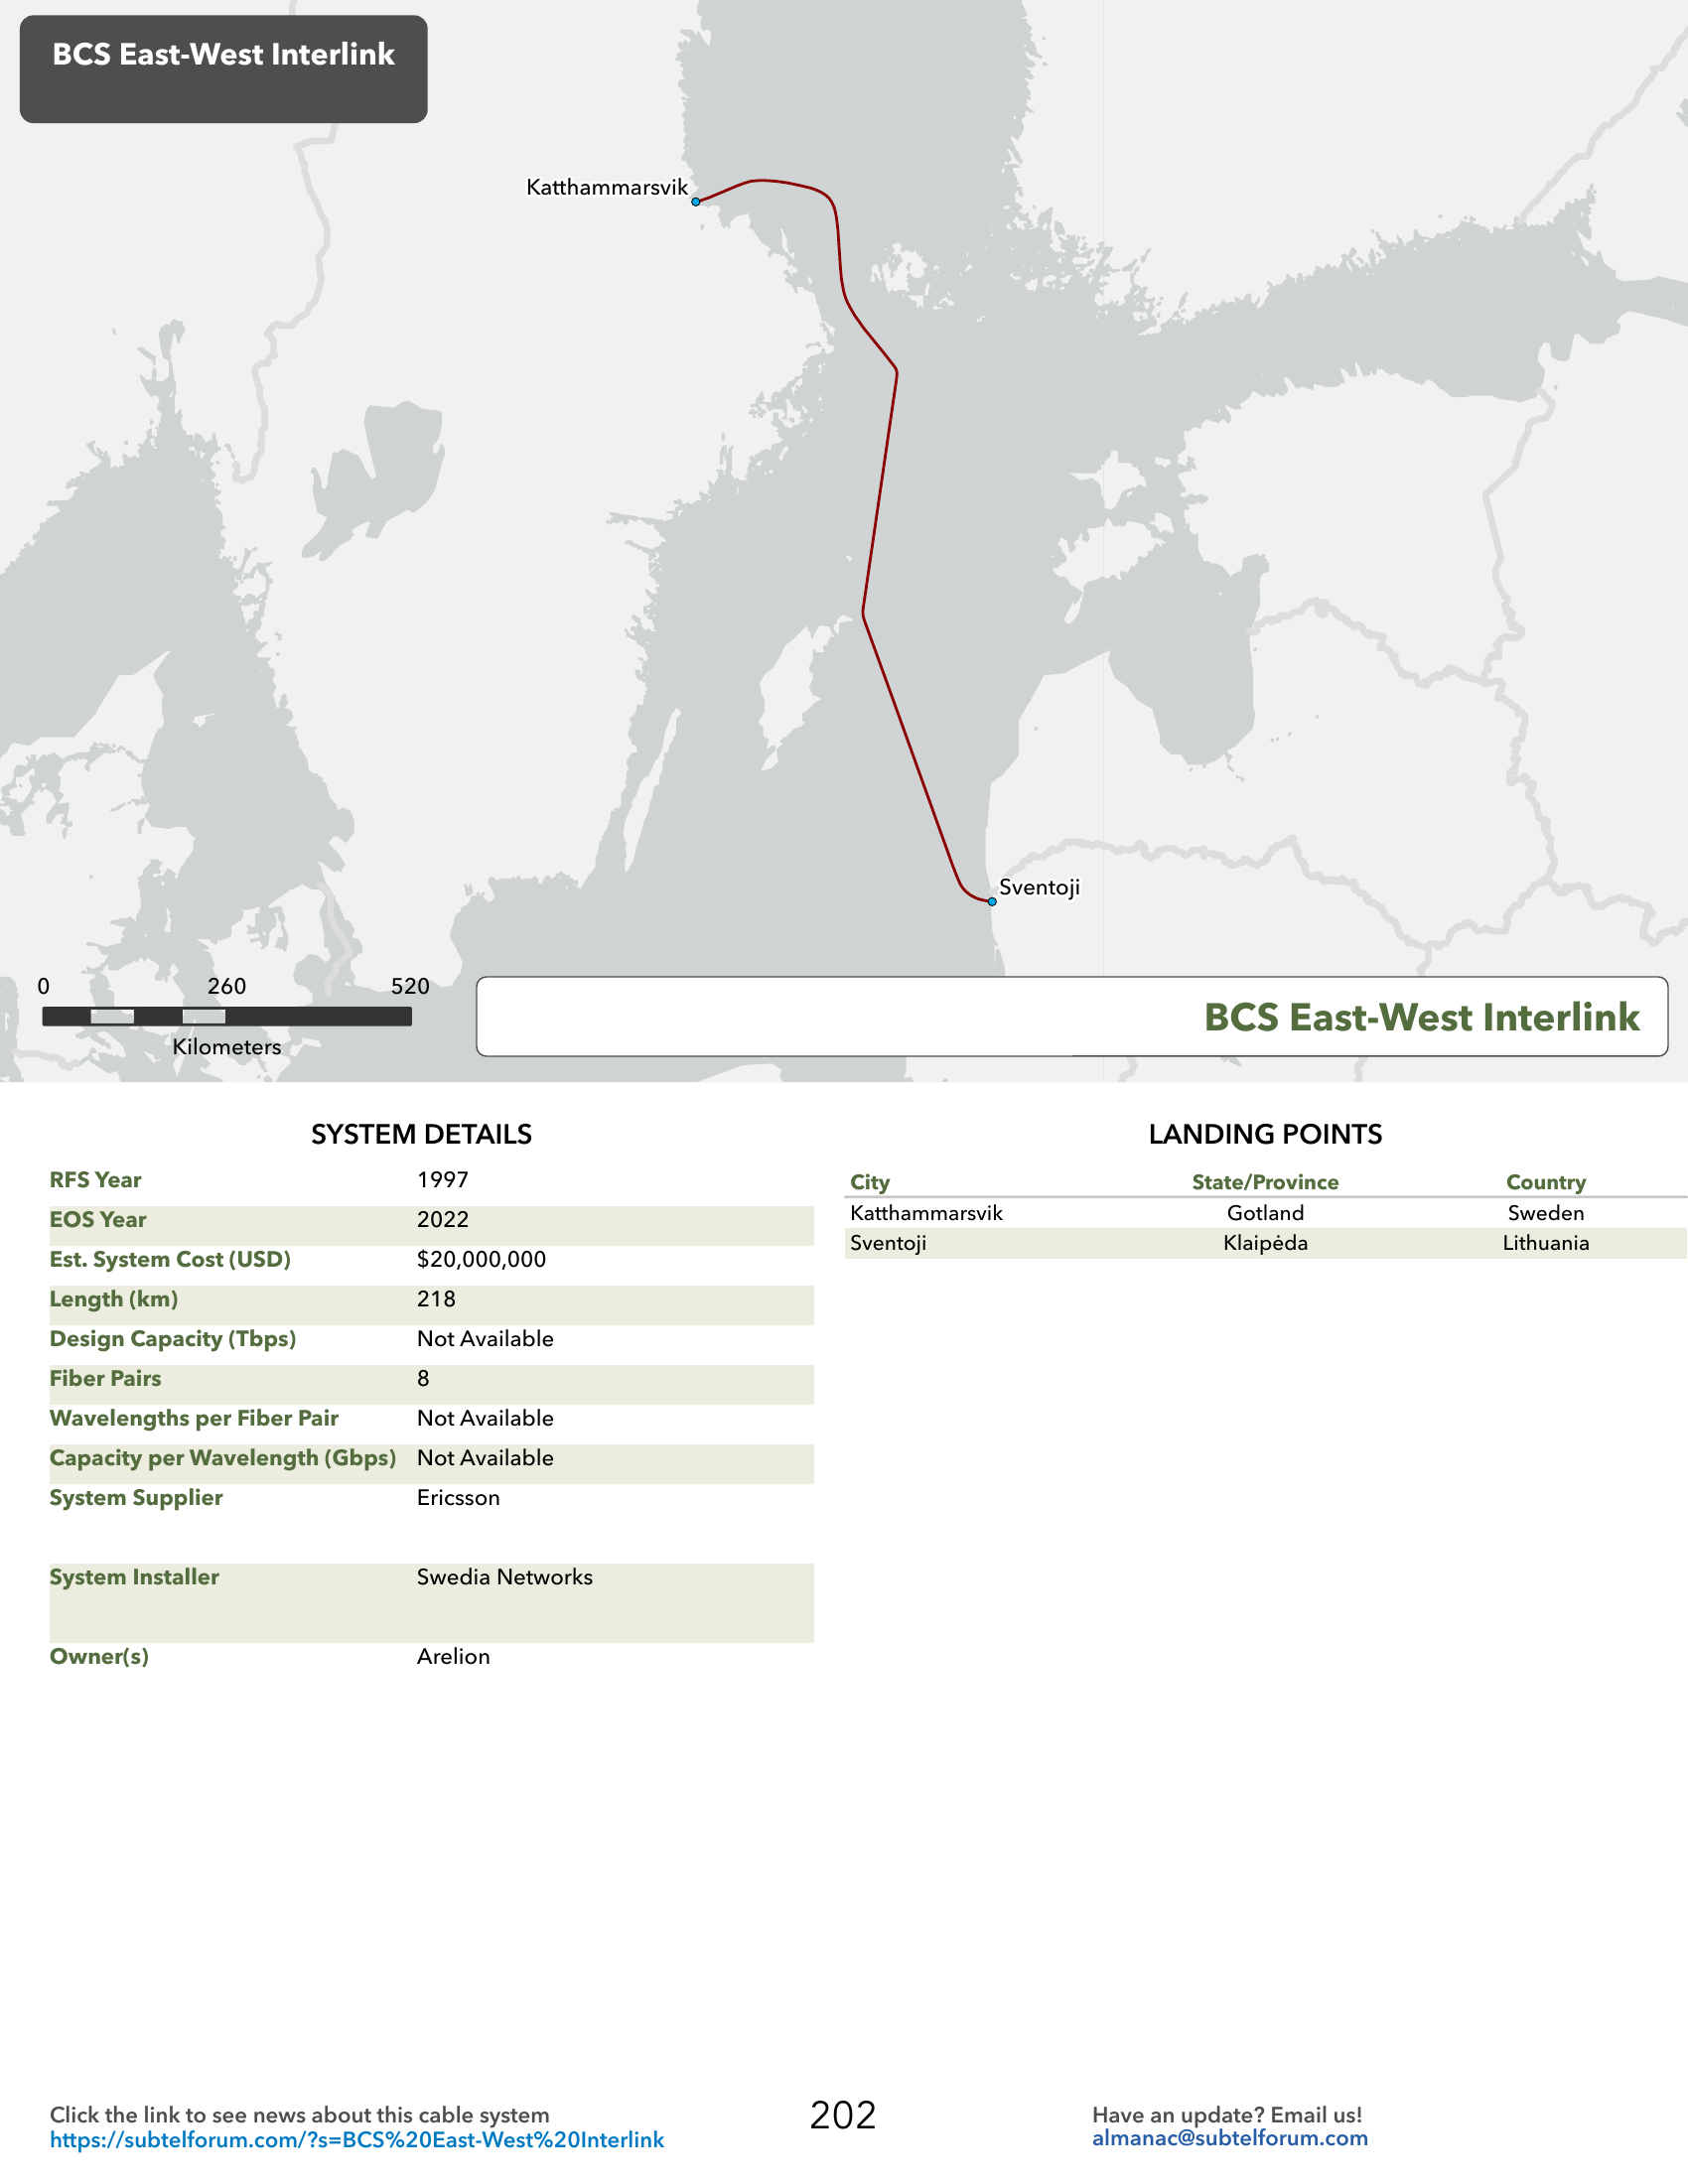 BCS East-West Interlink
Katthammarsvik
Sventoji
0 260 520
Kilometers
BCS East-West Interlink
SYSTEM DETAILS
RFS Year 1997
EOS Year 2022
Est. System Cost (USD) $20,000,000
Length (km) 218
Design Capacity (Tbps) Not Available
Fiber Pairs 8
Wavelengths per Fiber Pair Not Available
Capacity per Wavelength (Gbps) Not Available
System Supplier Ericsson
System Installer Swedia Networks
Owner(s) Arelion
LANDING POINTS
City State/Province Country
Katthammarsvik Gotland Sweden
Sventoji Klaipėda Lithuania
Click the link to see news about this cable system
https://subtelforum.com/?s=BCS%20East-West%20Interlink
202
Have an update? Email us!
almanac@subtelforum.com